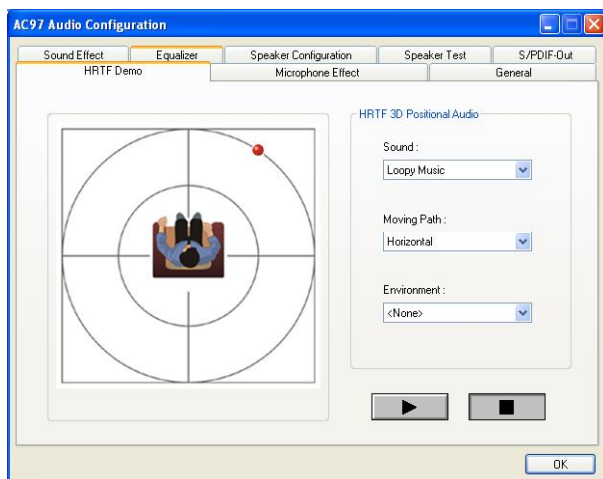 AC97 Audio Configuration
Sound Effect Equalizer Speaker Configuration Speaker Test S/PDIF-Out
HRTF Demo Microphone Effect General
HRTF 3D Positional Audio
Sound :
Loopy Music
Moving Path :
Horizontal
Environment :
<None>
OK